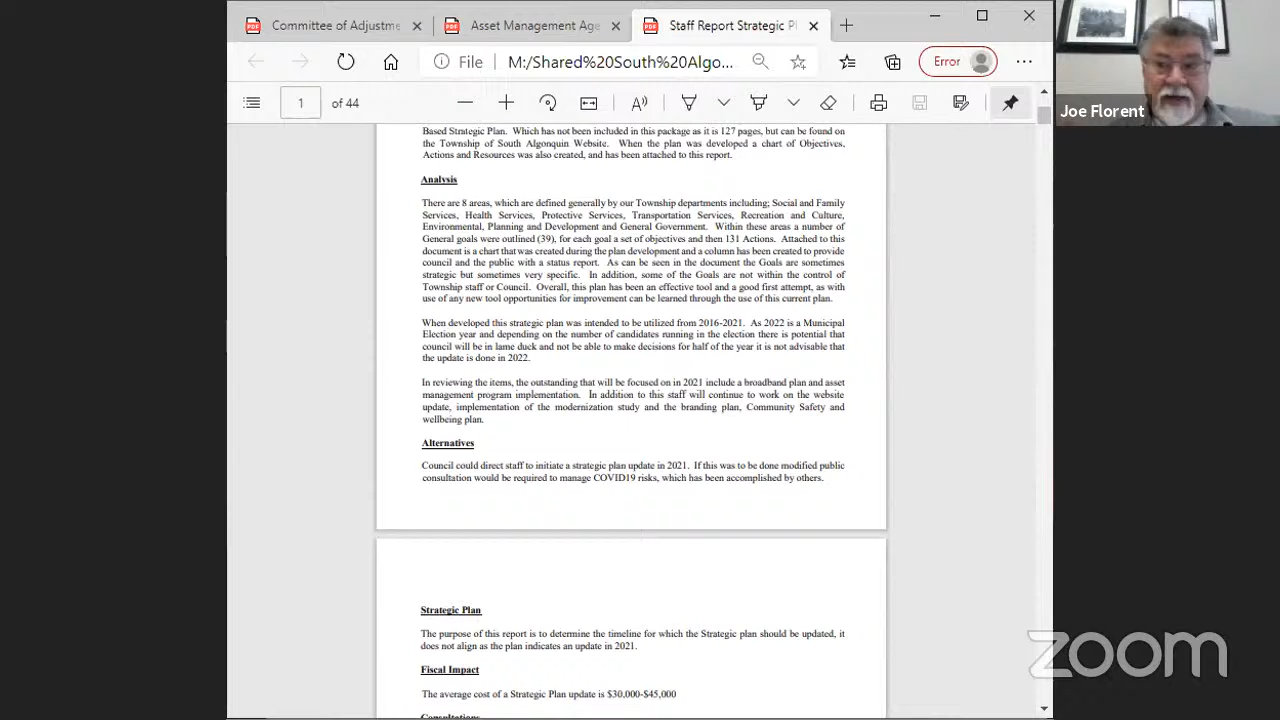 Committee of Adjustme
Asset Management Age
Staff Report Strategic Pl
File
M:/Shared%20South%20Algo...
Error
1 of 44
Based Strategic Plan. Which has not been included in this package as it is 127 pages, but can be found on
the Township of South Algonquin Website. When the plan was developed a chart of Objectives,
Actions and Resources was also created, and has been attached to this report.
Analysis
There are 8 areas, which are defined generally by our Township departments including; Social and Family
Services, Health Services, Protective Services, Transportation Services, Recreation and Culture,
Environmental, Planning and Development and General Government. Within these areas a number of
General goals were outlined (39), for each goal a set of objectives and then 131 Actions. Attached to this
document is a chart that was created during the plan development and a column has been created to provide
council and the public with a status report. As can be seen in the document the Goals are sometimes
strategic but sometimes very specific. In addition, some of the Goals are not within the control of
Township staff or Council. Overall, this plan has been an effective tool and a good first attempt, as with
use of any new tool opportunities for improvement can be learned through the use of this current plan.
When developed this strategic plan was intended to be utilized from 2016-2021. As 2022 is a Municipal
Election year and depending on the number of candidates running in the election there is potential that
council will be in lame duck and not be able to make decisions for half of the year it is not advisable that
the update is done in 2022.
In reviewing the items, the outstanding that will be focused on in 2021 include a broadband plan and asset
management program implementation. In addition to this staff will continue to work on the website
update, implementation of the modernization study and the branding plan, Community Safety and
wellbeing plan.
Alternatives
Council could direct staff to initiate a strategic plan update in 2021. If this was to be done modified public
consultation would be required to manage COVID19 risks, which has been accomplished by others.
Strategic Plan
The purpose of this report is to determine the timeline for which the Strategic plan should be updated, it
does not align as the plan indicates an update in 2021.
Fiscal Impact
The average cost of a Strategic Plan update is $30,000-$45,000
Consultations
Joe Florent
zoom